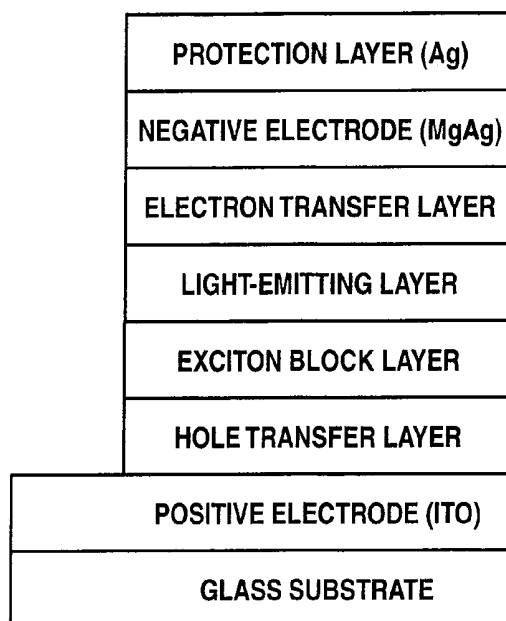 PROTECTION LAYER (Ag)
NEGATIVE ELECTRODE (MgAg)
ELECTRON TRANSFER LAYER
LIGHT-EMITTING LAYER
EXCITON BLOCK LAYER
HOLE TRANSFER LAYER
POSITIVE ELECTRODE (ITO)
GLASS SUBSTRATE